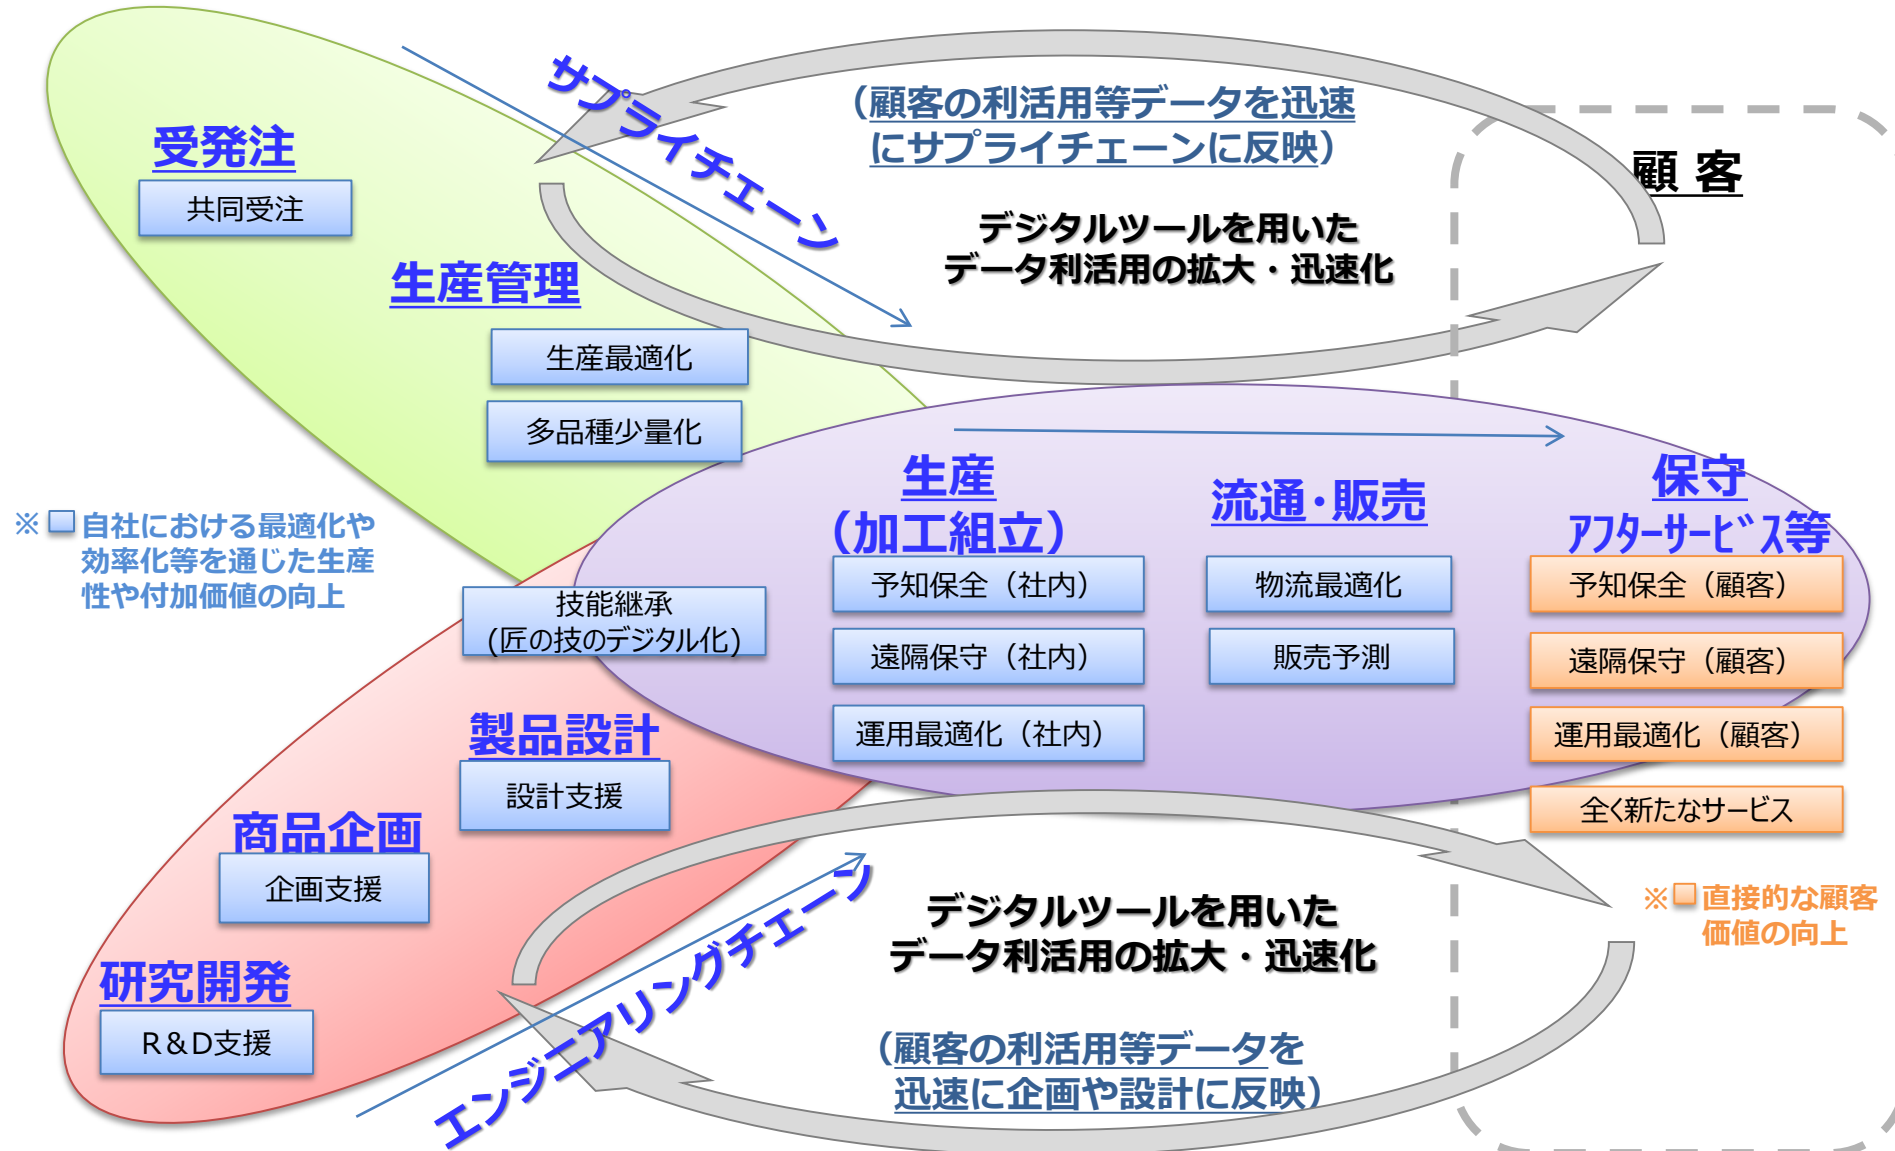 サプライチェーン
（顧客の利活用等データを迅速
にサプライチェーンに反映）
顧 客
受発注
共同受注
デジタルツールを用いた
データ利活用の拡大・迅速化
生産管理
生産最適化
多品種少量化
生産
（加工組立）
流通・販売
保守
ｱﾌﾀｰｻｰﾋﾞｽ等
※
自社における最適化や
効率化等を通じた生産
性や付加価値の向上
技能継承
(匠の技のデジタル化)
予知保全（社内）
物流最適化
予知保全（顧客）
遠隔保守（社内）
販売予測
遠隔保守（顧客）
運用最適化（社内）
運用最適化（顧客）
全く新たなサービス
製品設計
設計支援
商品企画
企画支援
研究開発
R＆D支援
エンジニアリングチェーン
デジタルツールを用いた
データ利活用の拡大・迅速化
※
直接的な顧客
価値の向上
（顧客の利活用等データを
迅速に企画や設計に反映）